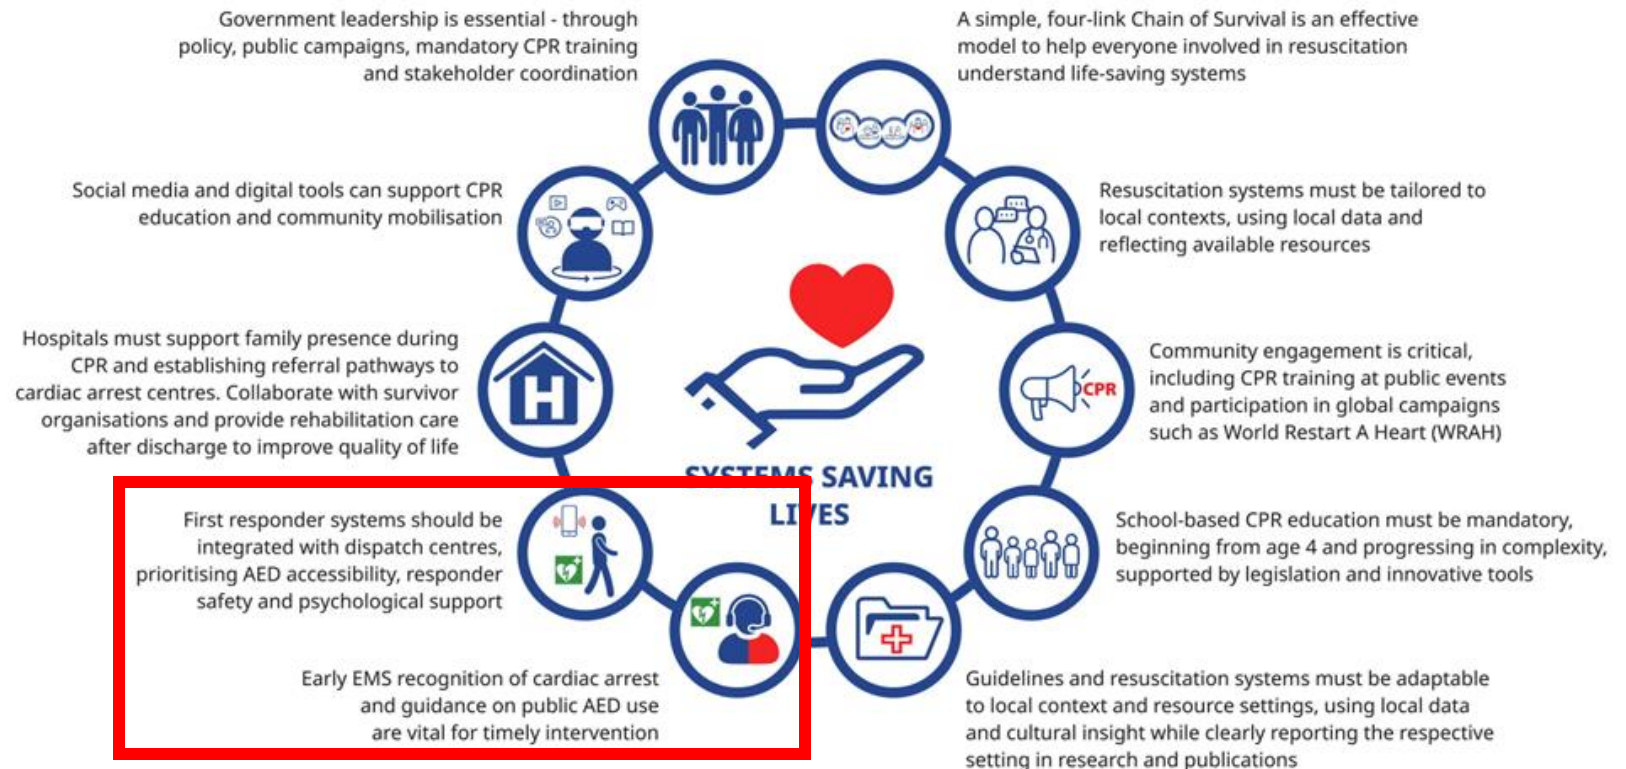 Government leadership is essential - through
policy, public campaigns, mandatory CPR training
and stakeholder coordination
A simple, four-link Chain of Survival is an effective
model to help everyone involved in resuscitation
understand life-saving systems
Social media and digital tools can support CPR
education and community mobilisation
Resuscitation systems must be tailored to
local contexts, using local data and
reflecting available resources
Hospitals must support family presence during
CPR and establishing referral pathways to
cardiac arrest centres. Collaborate with survivor
organisations and provide rehabilitation care
after discharge to improve quality of life
H
Community engagement is critical,
including CPR training at public events
and participation in global campaigns
such as World Restart A Heart (WRAH)
CPR
SYSTEMS SAVING
LIVES
First responder systems should be
integrated with dispatch centres,
prioritising AED accessibility, responder
safety and psychological support
School-based CPR education must be mandatory,
beginning from age 4 and progressing in complexity,
supported by legislation and innovative tools
Early EMS recognition of cardiac arrest
and guidance on public AED use
are vital for timely intervention
Guidelines and resuscitation systems must be adaptable
to local context and resource settings, using local data
and cultural insight while clearly reporting the respective
setting in research and publications